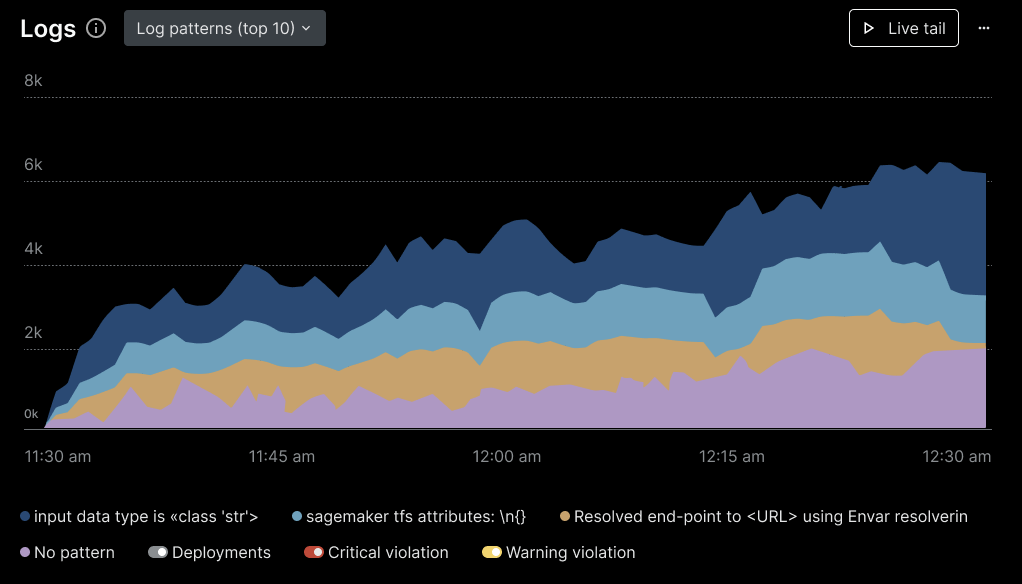 Logs Log patterns (top 10) Live tail
8k
6k
4k
2k
0k
11:30 am 11:45 am 12:00 am 12:15 am 12:30 am
input data type is «class 'str'> sagemaker tfs attributes: \n{} Resolved end-point to <URL> using Envar resolverin
No pattern Deployments Critical violation Warning violation